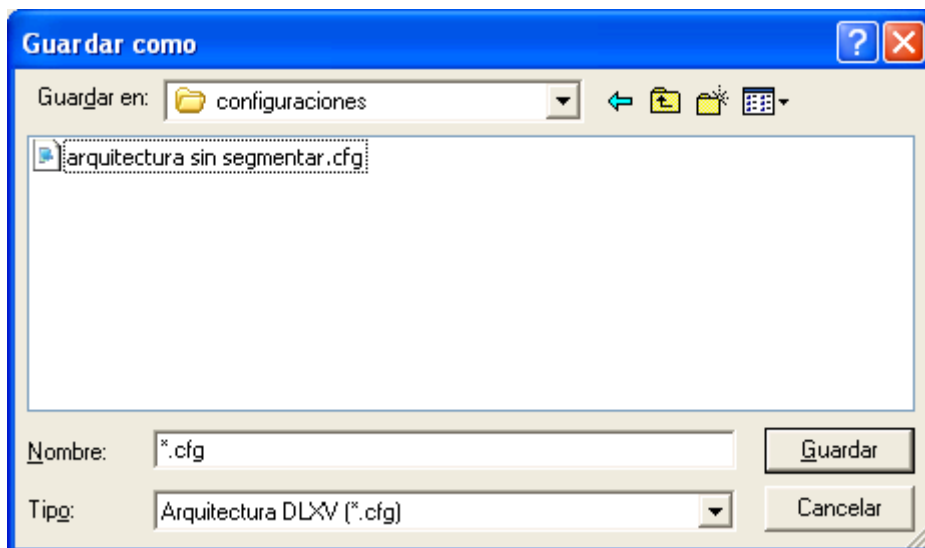 Guardar como
Guardar en: configuraciones
arquitectura sin segmentar.cfg
Nombre: *.cfg Guardar
Tipo: Arquitectura DLXV (*.cfg) Cancelar